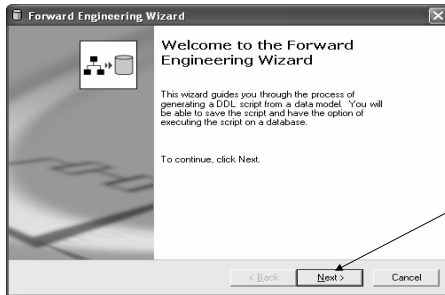 Forward Engineering Wizard
Welcome to the Forward
Engineering Wizard
This wizard guides you through the process of
generating a DDL script from a data model. You will
be able to save the script and have the option of
executing the script on a database.
To continue, click Next.
< Back Next > Cancel